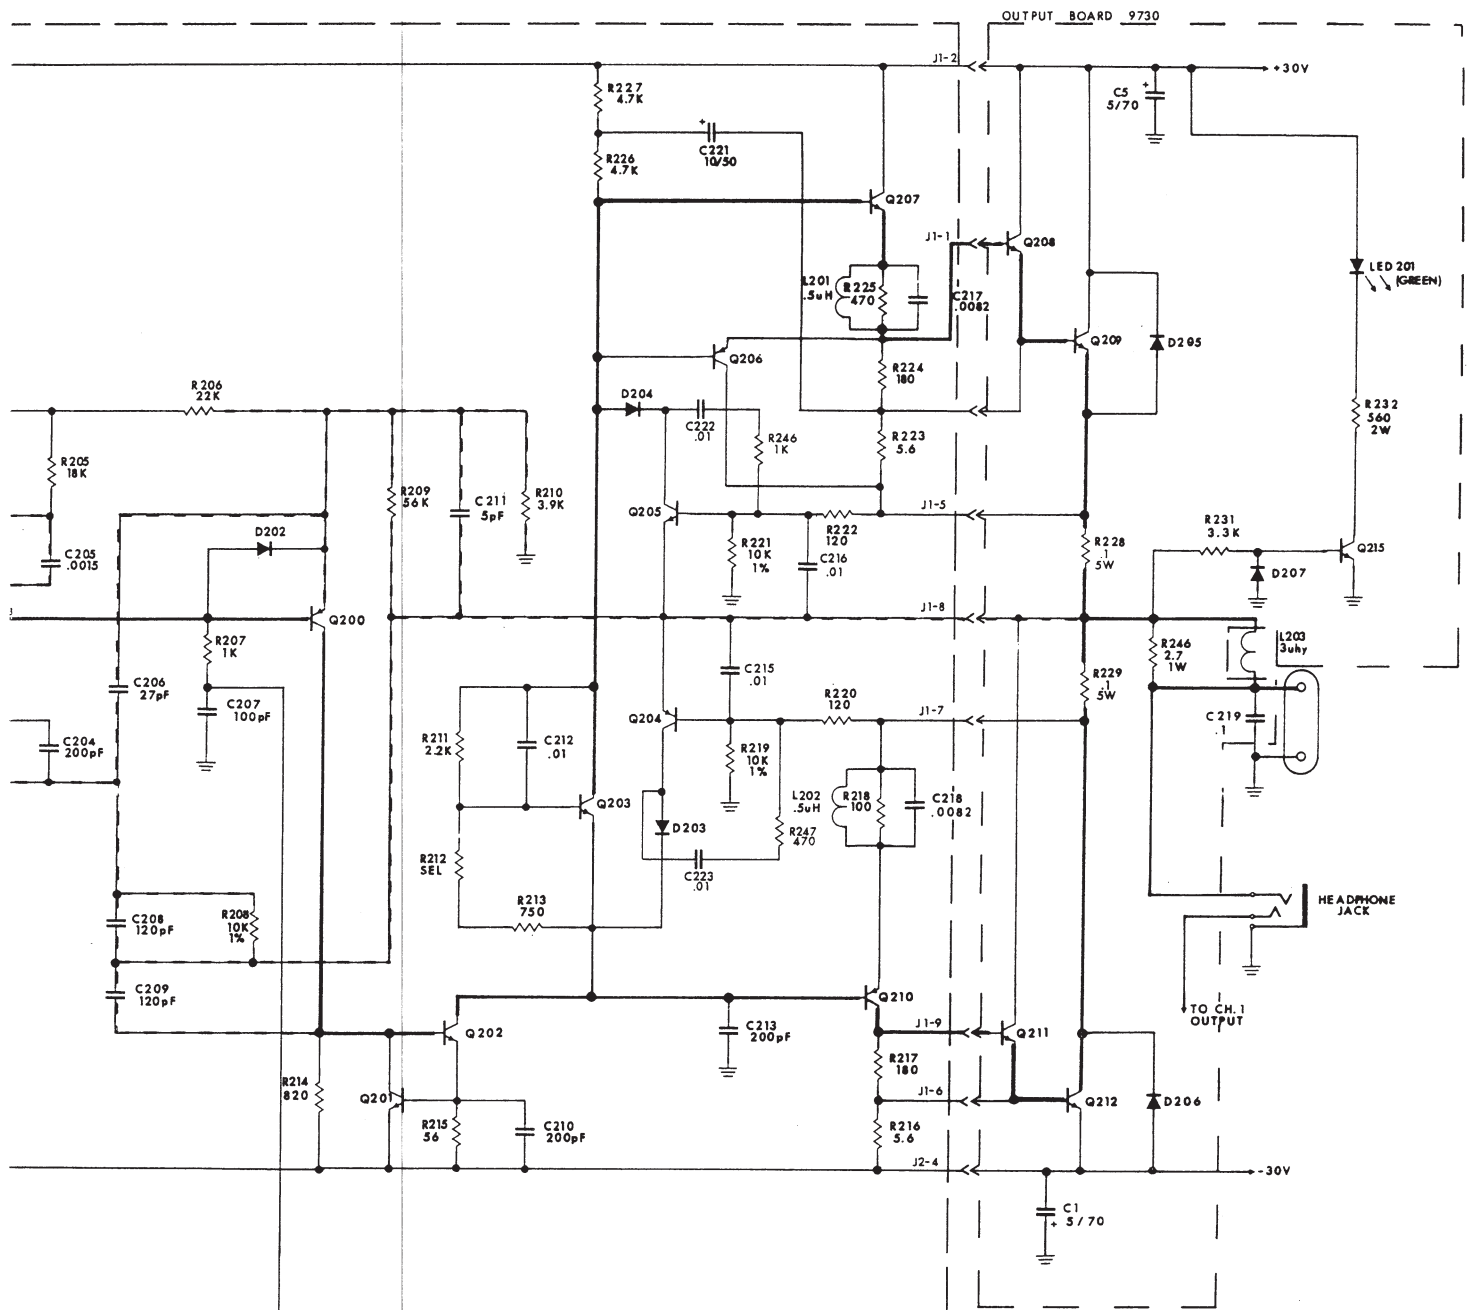 OUTPUT BOARD 9730
J1-2
+30V
R227
4.7K
C5
+
5/70
+
C221
10/50
R226
4.7K
Q207
J1-1
Q208
L201
.5uH
R225
470
C217
.0082
LED 201
(GREEN)
Q206
Q209
D205
R224
180
R206
22K
D204
C222
.01
R246
1K
R223
5.6
R232
560
2W
R205
18K
R209
56K
C211
5pF
R210
3.9K
Q205
J1-5
R222
120
D202
R221
10K
1%
C216
.01
R228
.1
5W
R231
3.3K
Q215
C205
.0015
D207
J1-8
Q200
R207
1K
R246
2.7
1W
L203
3uhy
C206
27pF
C215
.01
R229
.1
5W
C207
100pF
R220
120
J1-7
Q204
C219
.1
C204
200pF
R211
2.2K
C212
.01
R219
10K
1%
Q203
L202
.5uH
R218
100
C218
.0082
D203
R247
470
R212
SEL
C223
.01
R213
750
HEADPHONE
JACK
C208
120pF
R208
10K
1%
C209
120pF
Q210
TO CH.1
OUTPUT
Q202
C213
200pF
J1-9
Q211
R217
180
R214
820
Q201
J1-6
Q212
D206
R215
56
C210
200pF
R216
5.6
J2-4
-30V
C1
+ 5/70